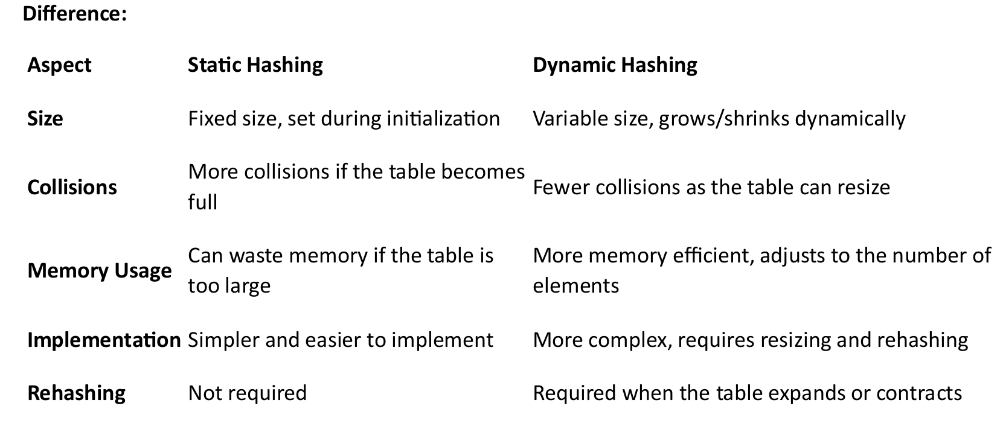 Difference:
Aspect Static Hashing Dynamic Hashing
Size Fixed size, set during initialization Variable size, grows/shrinks dynamically
Collisions More collisions if the table becomes
full Fewer collisions as the table can resize
Memory Usage Can waste memory if the table is
too large More memory efficient, adjusts to the number of
elements
Implementation Simpler and easier to implement More complex, requires resizing and rehashing
Rehashing Not required Required when the table expands or contracts